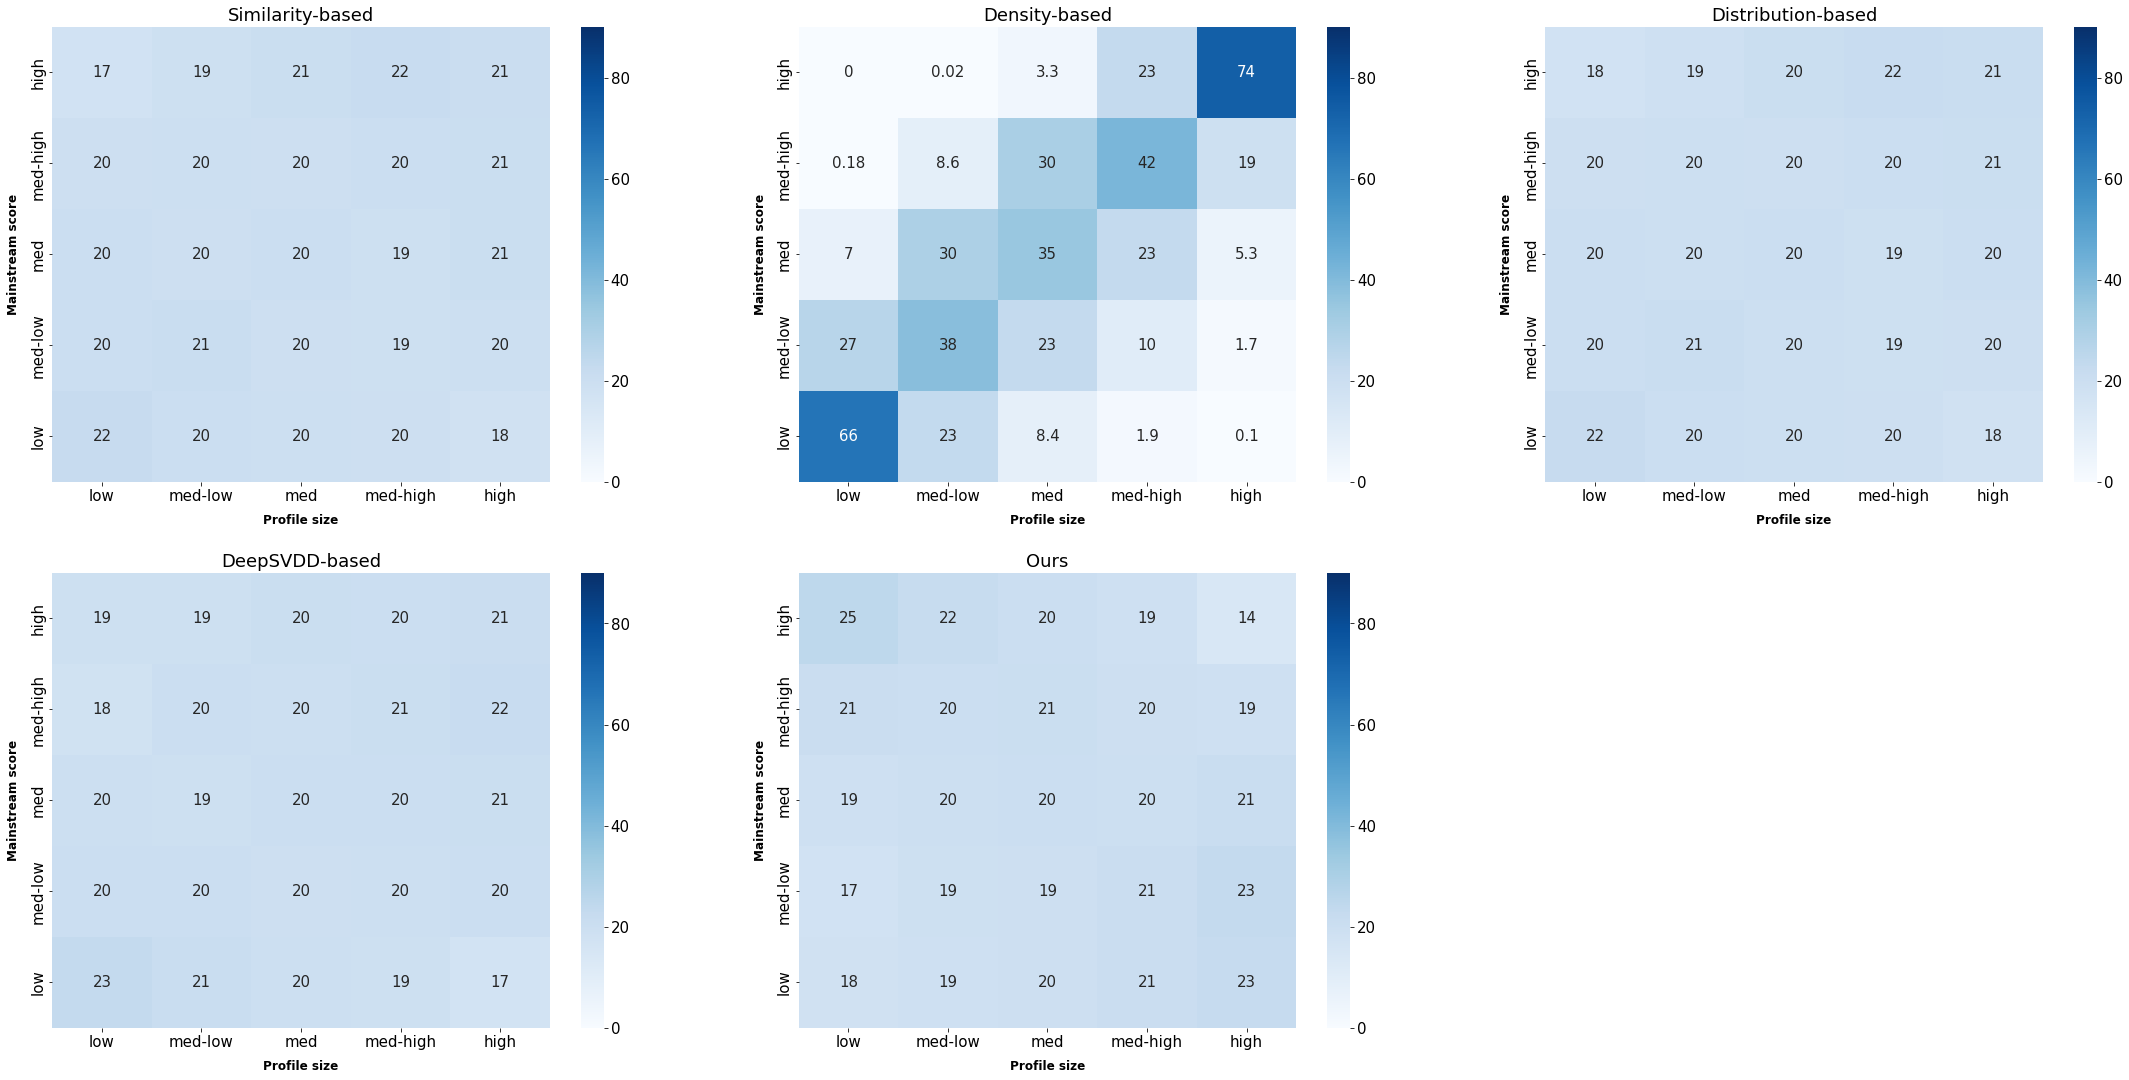 Similarity-based
80
60
40
20
0
Mainstream score
high 17 19 21 22 21
med-high 20 20 20 20 21
med 20 20 20 19 21
med-low 20 21 20 19 20
low 22 20 20 20 18
low med-low med med-high high
Profile size
Density-based
80
60
40
20
0
Mainstream score
high 0 0.02 3.3 23 74
med-high 0.18 8.6 30 42 19
med 7 30 35 23 5.3
med-low 27 38 23 10 1.7
low 66 23 8.4 1.9 0.1
low med-low med med-high high
Profile size
Distribution-based
80
60
40
20
0
Mainstream score
high 18 19 20 22 21
med-high 20 20 20 20 21
med 20 20 20 19 20
med-low 20 21 20 19 20
low 22 20 20 20 18
low med-low med med-high high
Profile size
DeepSVDD-based
80
60
40
20
0
Mainstream score
high 19 19 20 20 21
med-high 18 20 20 21 22
med 20 19 20 20 21
med-low 20 20 20 20 20
low 23 21 20 19 17
low med-low med med-high high
Profile size
Ours
80
60
40
20
0
Mainstream score
high 25 22 20 19 14
med-high 21 20 21 20 19
med 19 20 20 20 21
med-low 17 19 19 21 23
low 18 19 20 21 23
low med-low med med-high high
Profile size